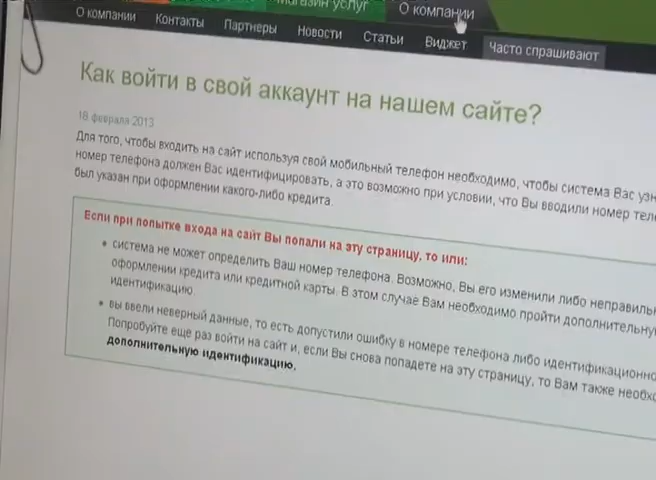 Магазин услуг
О компании
О компании Контакты Партнеры Новости Статьи Виджет Часто спрашивают
Как войти в свой аккаунт на нашем сайте?
18 февраля 2013
Для того, чтобы входить на сайт используя свой мобильный телефон необходимо, чтобы система Вас узн
номер телефона должен Вас идентифицировать, а это возможно при условии, что Вы вводили номер теле
был указан при оформлении какого-либо кредита.
Если при попытке входа на сайт Вы попали на эту страницу, то или:
система не может определить Ваш номер телефона. Возможно, Вы его изменили либо неправиль
оформлении кредита или кредитной карты. В этом случае Вам необходимо пройти дополнительную
идентификацию.
вы ввели неверный данные, то есть допустили ошибку в номере телефона либо идентификационно
Попробуйте еще раз войти на сайт и, если Вы снова попадете на эту страницу, то Вам также необхо
дополнительную идентификацию.